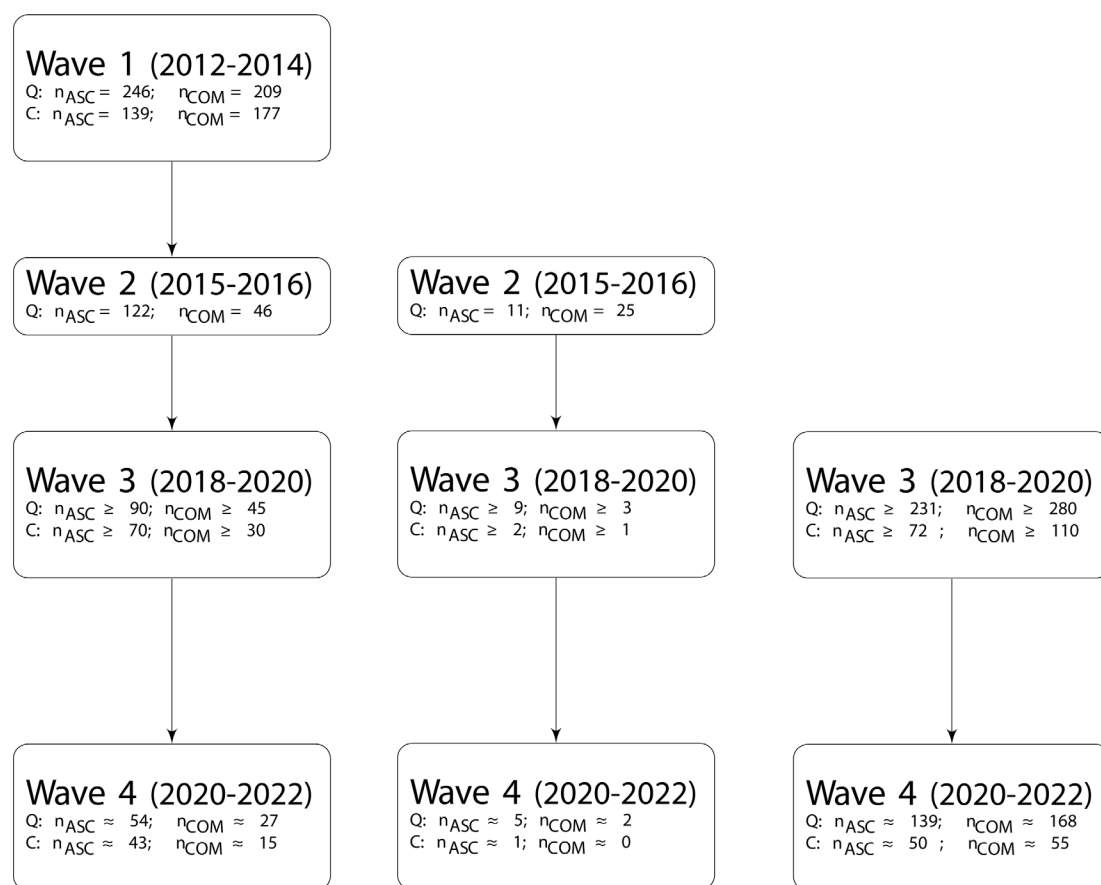 Wave 1 (2012-2014)
Q: nASC = 246; nCOM = 209
C: nASC = 139; nCOM = 177
Wave 2 (2015-2016)
Q: nASC = 122; nCOM = 46
Wave 2 (2015-2016)
Q: nASC = 11; nCOM = 25
Wave 3 (2018-2020)
Q: nASC ≥ 90; nCOM ≥ 45
C: nASC ≥ 70; nCOM ≥ 30
Wave 3 (2018-2020)
Q: nASC ≥ 9; nCOM ≥ 3
C: nASC ≥ 2; nCOM ≥ 1
Wave 3 (2018-2020)
Q: nASC ≥ 231; nCOM ≥ 280
C: nASC ≥ 72 ; nCOM ≥ 110
Wave 4 (2020-2022)
Q: nASC ≈ 54; nCOM ≈ 27
C: nASC ≈ 43; nCOM ≈ 15
Wave 4 (2020-2022)
Q: nASC ≈ 5; nCOM ≈ 2
C: nASC ≈ 1; nCOM ≈ 0
Wave 4 (2020-2022)
Q: nASC ≈ 139; nCOM ≈ 168
C: nASC ≈ 50 ; nCOM ≈ 55